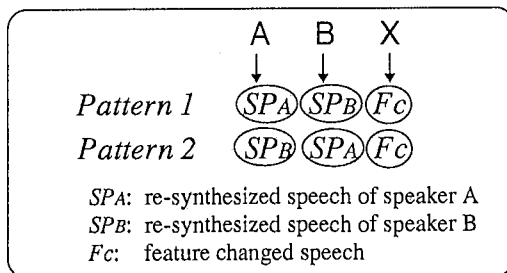 A B X
Pattern 1 SPA SPB Fc
Pattern 2 SPB SPA Fc
SPA: re-synthesized speech of speaker A
SPB: re-synthesized speech of speaker B
Fc: feature changed speech